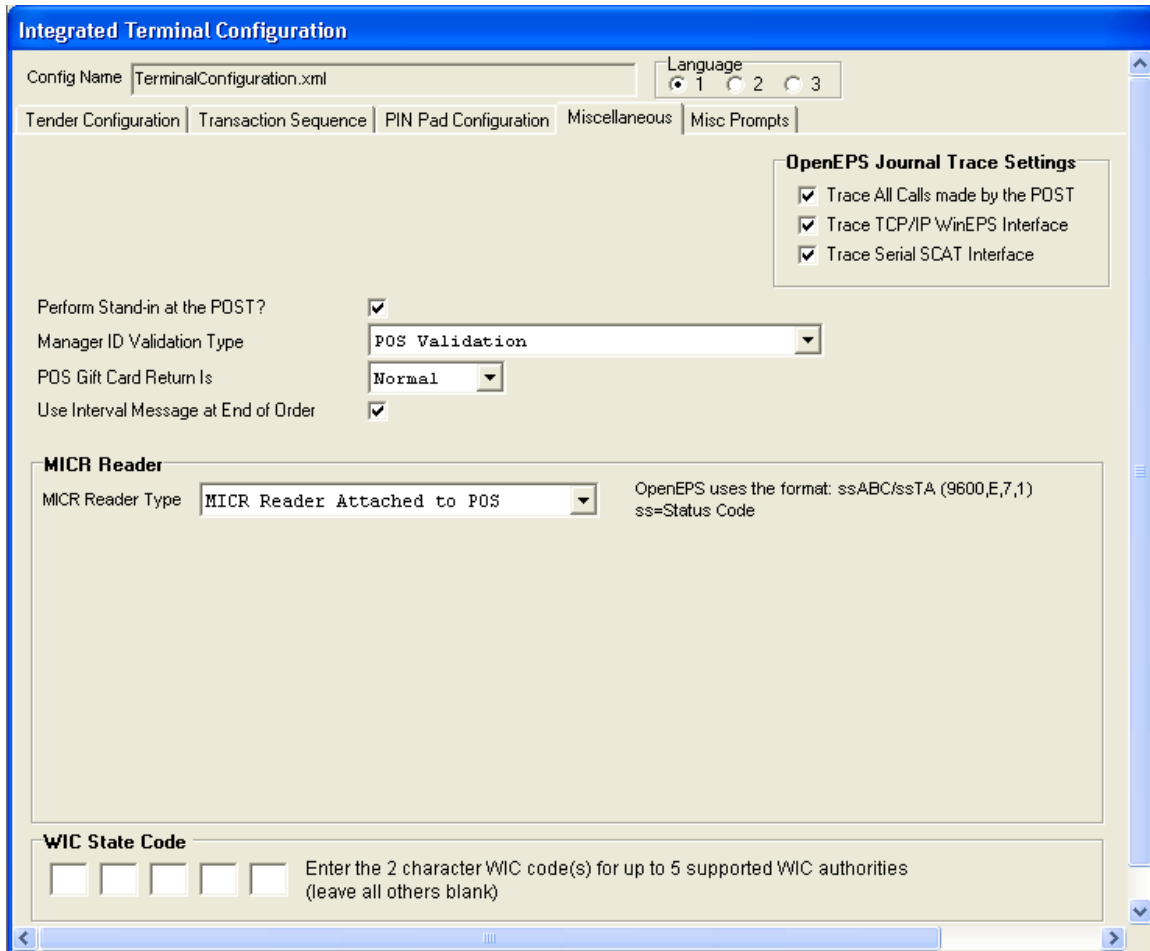 Integrated Terminal Configuration
Config Name TerminalConfiguration.xml
Language
1 2 3
Tender Configuration Transaction Sequence PIN Pad Configuration Miscellaneous Misc Prompts
OpenEPS Journal Trace Settings
Trace All Calls made by the POST
Trace TCP/IP WinEPS Interface
Trace Serial SCAT Interface
Perform Stand-in at the POST?
Manager ID Validation Type POS Validation
POS Gift Card Return Is Normal
Use Interval Message at End of Order
MICR Reader
MICR Reader Type MICR Reader Attached to POS
OpenEPS uses the format: ssABC/ssTA (9600,E,7,1)
ss=Status Code
WIC State Code
Enter the 2 character WIC code(s) for up to 5 supported WIC authorities
(leave all others blank)